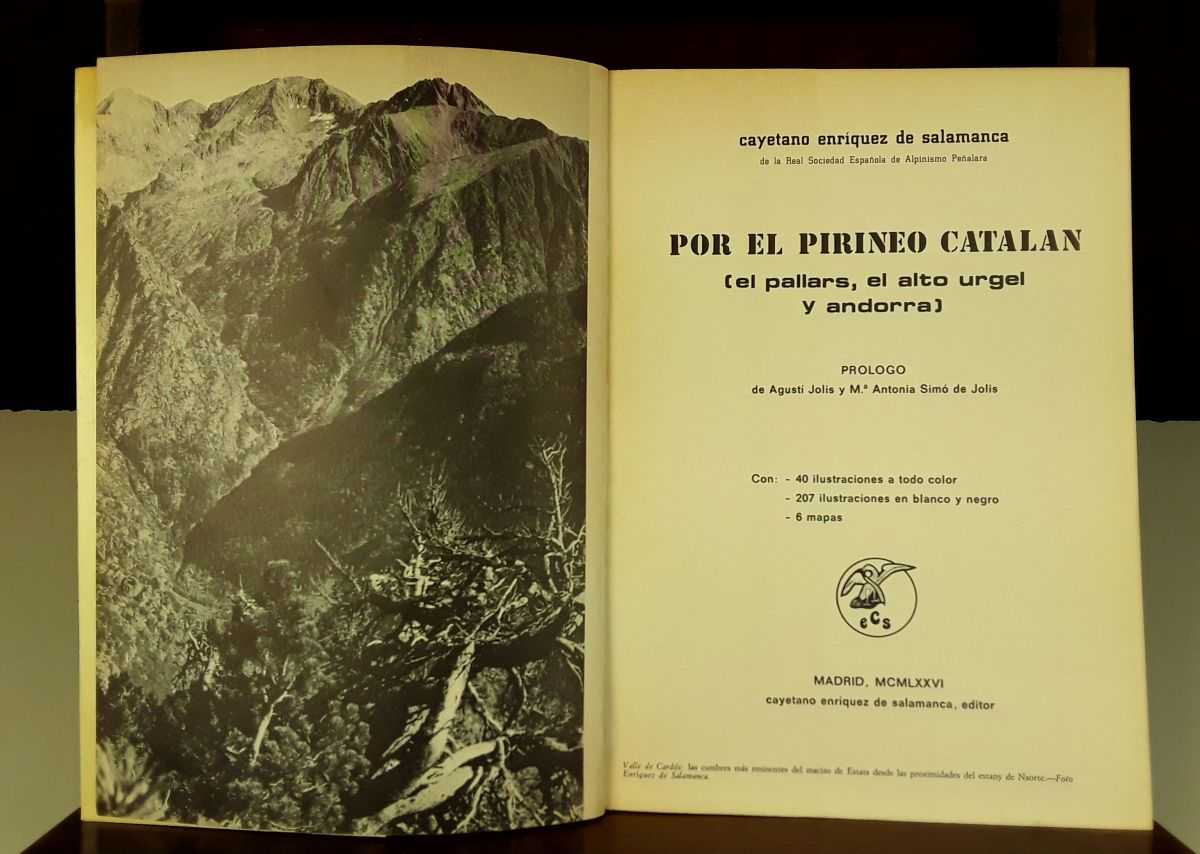 cayetano enriquez de salamanca
de la Real Sociedad Española de Alpinismo Peñalara
POR EL PIRINEO CATALAN
(el pallars, el alto urgel
y andorra)
PROLOGO
de Agustí Jolis y M.ª Antonia Simó de Jolis
Con: - 40 ilustraciones a todo color
- 207 ilustraciones en blanco y negro
- 6 mapas
eCs
MADRID, MCMLXXVI
cayetano enriquez de salamanca, editor
Valle de Cardós: las cumbres más eminentes del macizo de Estats desde las proximidades del estany de Naorte.—Foto
Enríquez de Salamanca.